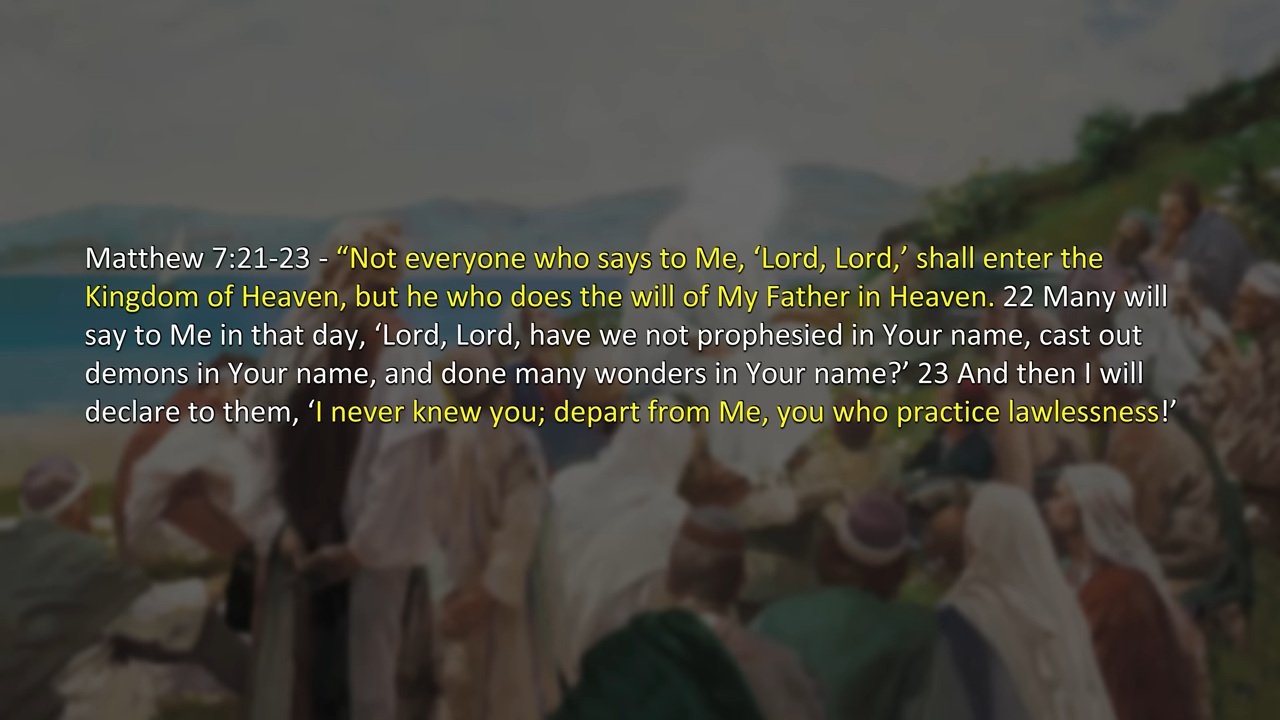 Matthew 7:21-23 - “Not everyone who says to Me, ‘Lord, Lord,’ shall enter the
Kingdom of Heaven, but he who does the will of My Father in Heaven. 22 Many will
say to Me in that day, ‘Lord, Lord, have we not prophesied in Your name, cast out
demons in Your name, and done many wonders in Your name?’ 23 And then I will
declare to them, ‘I never knew you; depart from Me, you who practice lawlessness!’